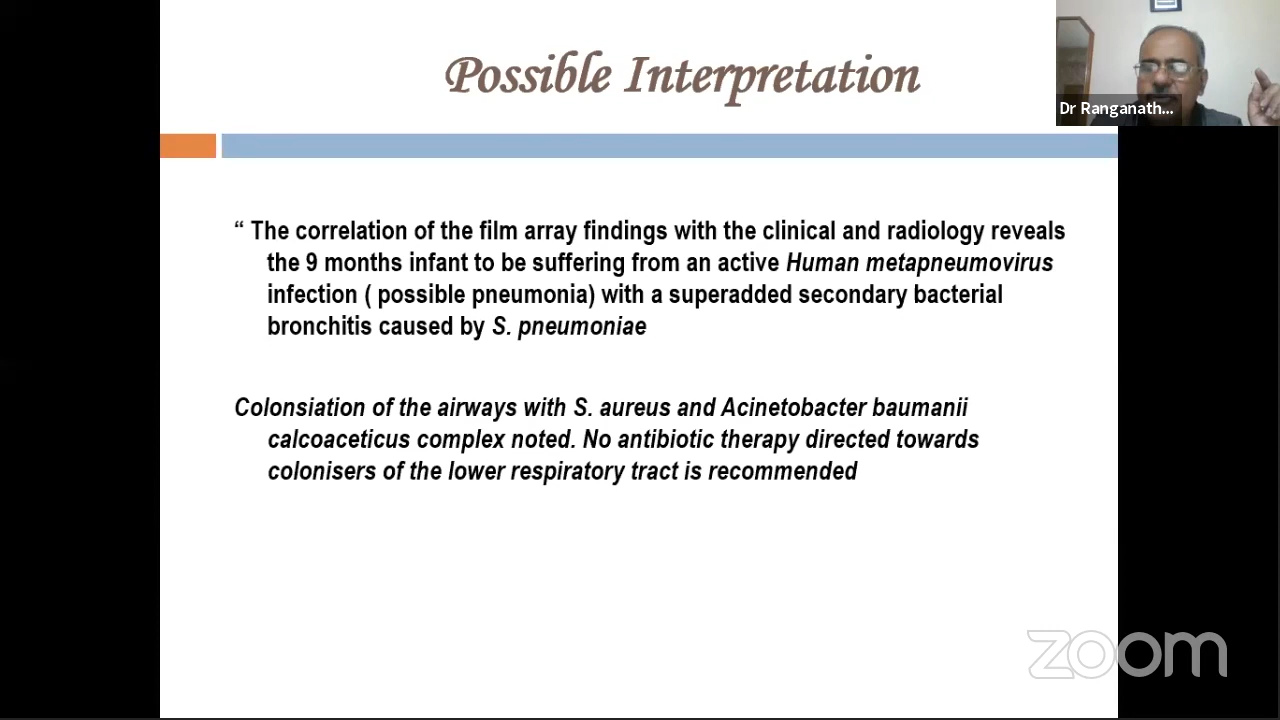 Possible Interpretation
Dr Ranganath...
“ The correlation of the film array findings with the clinical and radiology reveals
the 9 months infant to be suffering from an active Human metapneumovirus
infection ( possible pneumonia) with a superadded secondary bacterial
bronchitis caused by S. pneumoniae
Colonsiation of the airways with S. aureus and Acinetobacter baumanii
calcoaceticus complex noted. No antibiotic therapy directed towards
colonisers of the lower respiratory tract is recommended
zoom